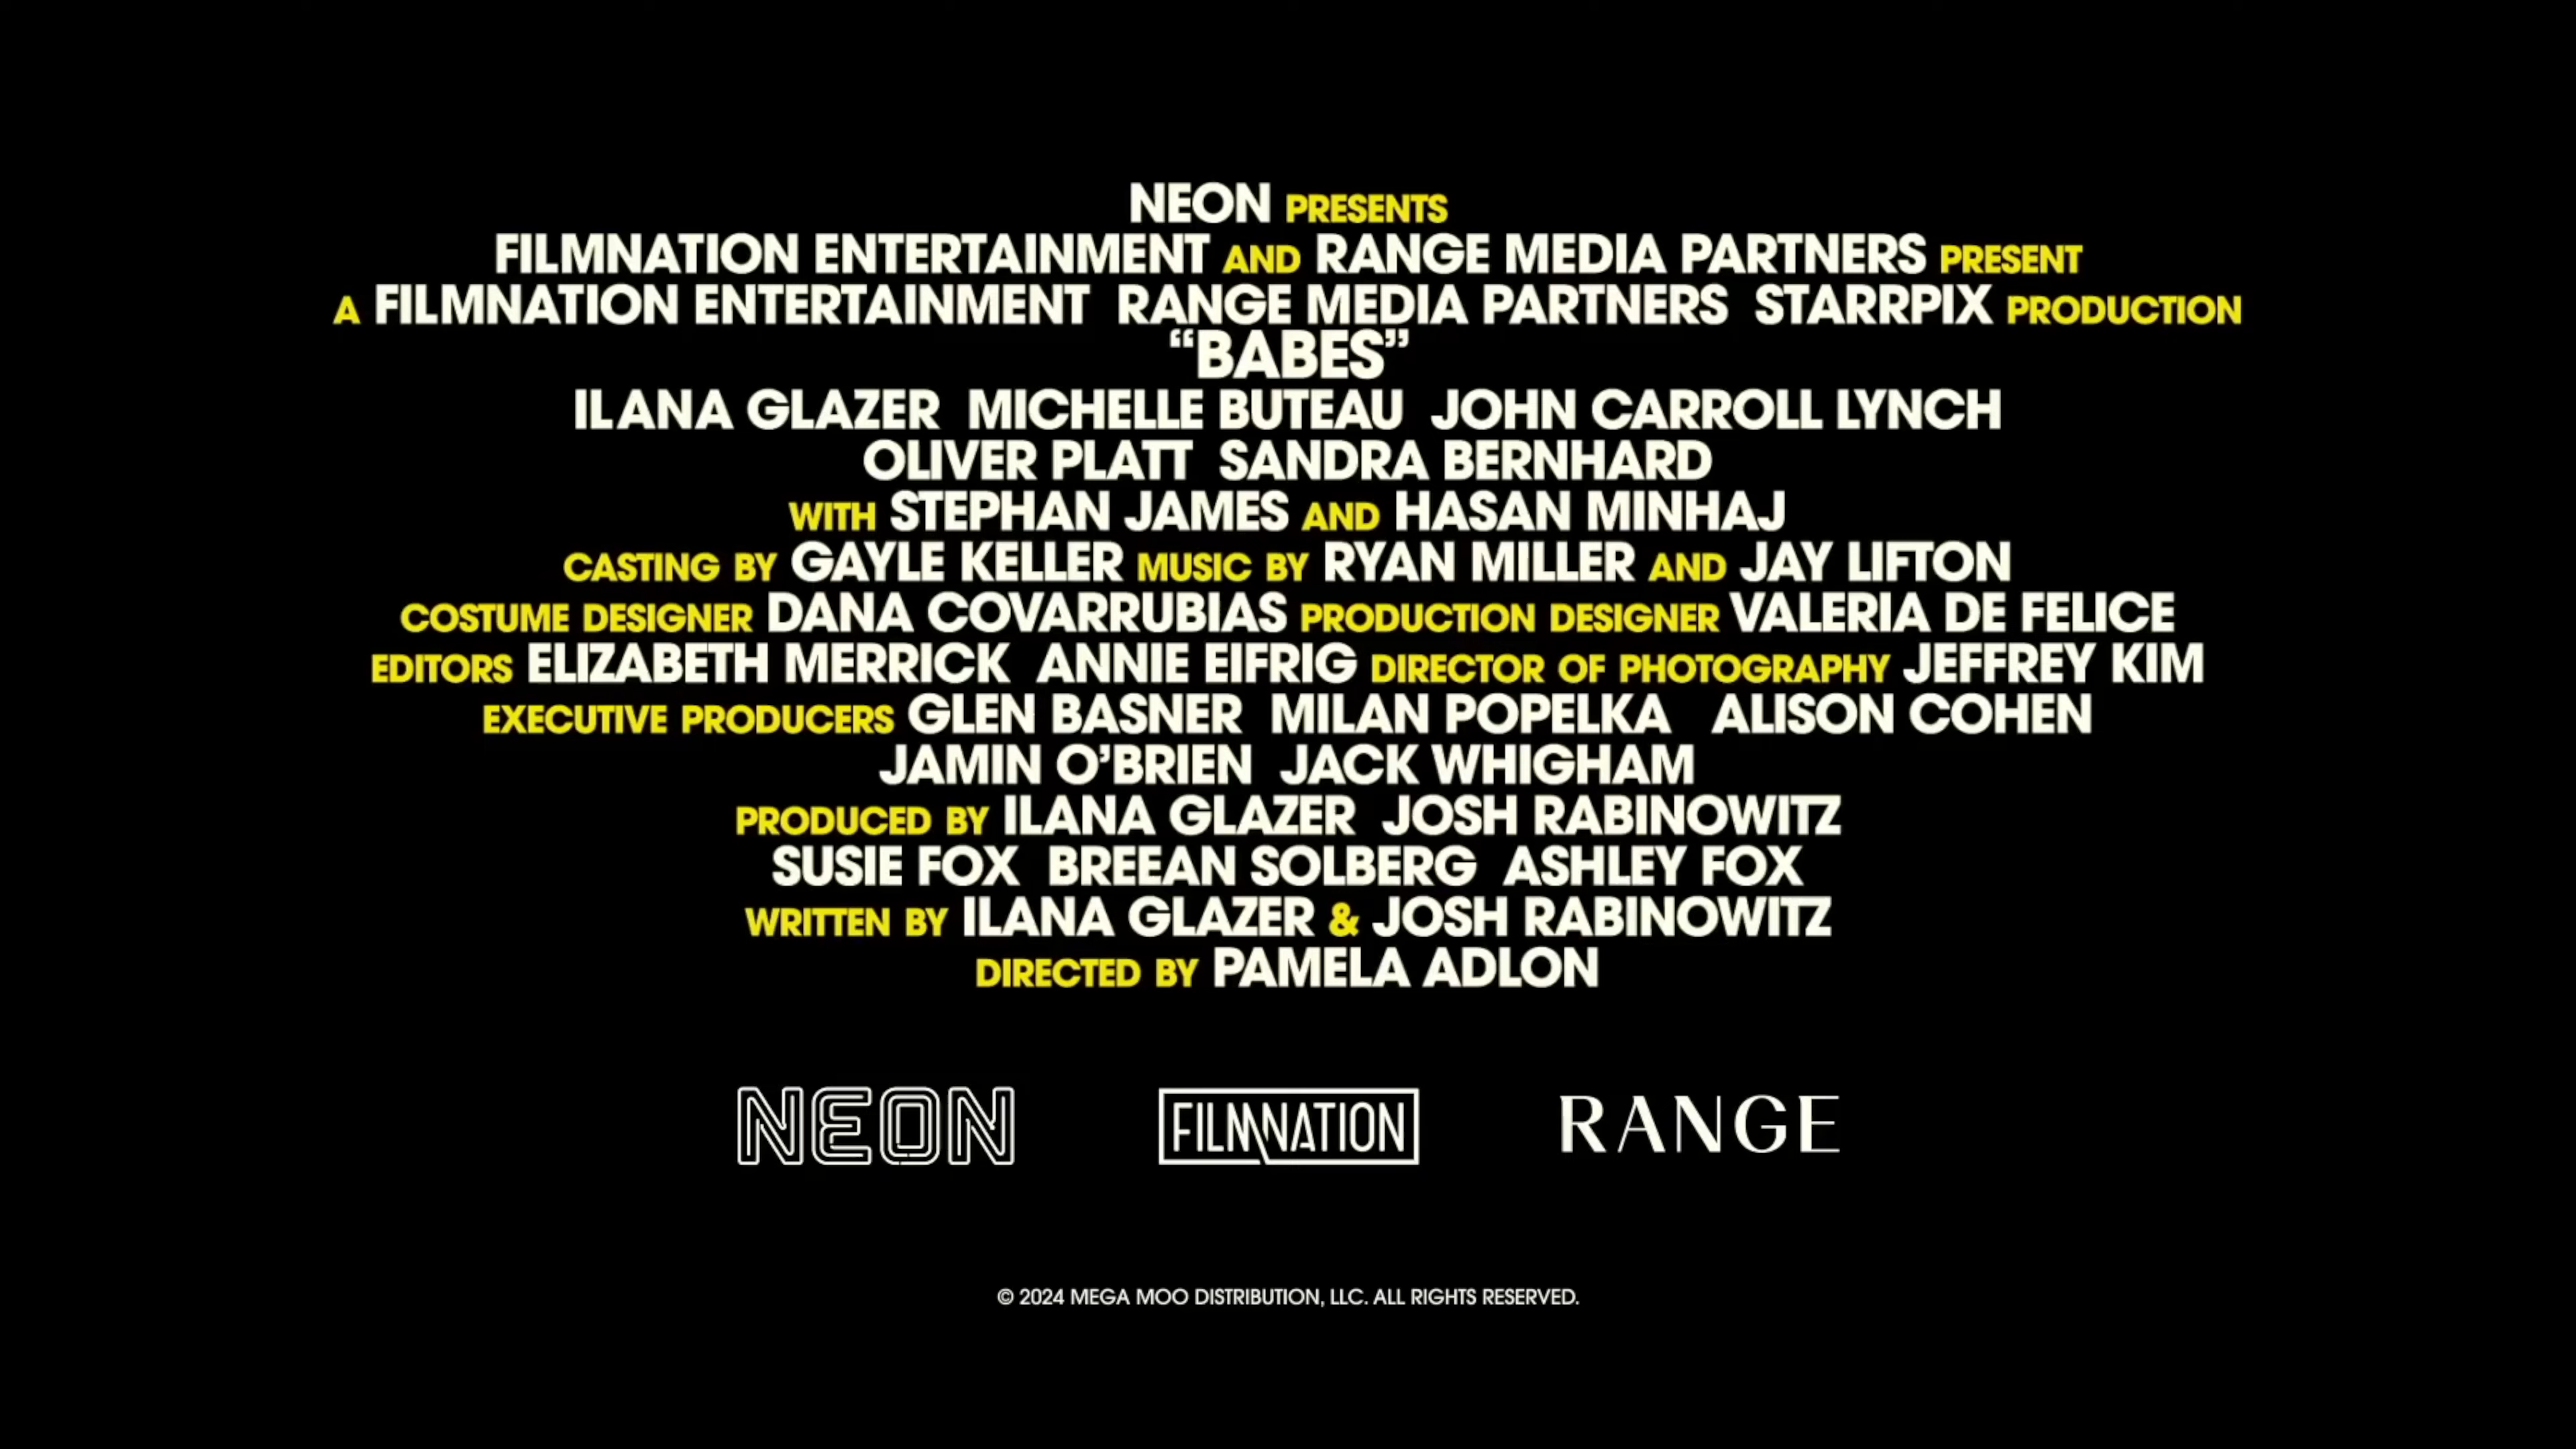 NEON PRESENTS
FILMNATION ENTERTAINMENT AND RANGE MEDIA PARTNERS PRESENT
A FILMNATION ENTERTAINMENT RANGE MEDIA PARTNERS STARRPIX PRODUCTION
“BABES”
ILANA GLAZER MICHELLE BUTEAU JOHN CARROLL LYNCH
OLIVER PLATT SANDRA BERNHARD
WITH STEPHAN JAMES AND HASAN MINHAJ
CASTING BY GAYLE KELLER MUSIC BY RYAN MILLER AND JAY LIFTON
COSTUME DESIGNER DANA COVARRUBIAS PRODUCTION DESIGNER VALERIA DE FELICE
EDITORS ELIZABETH MERRICK ANNIE EIFRIG DIRECTOR OF PHOTOGRAPHY JEFFREY KIM
EXECUTIVE PRODUCERS GLEN BASNER MILAN POPELKA ALISON COHEN
JAMIN O’BRIEN JACK WHIGHAM
PRODUCED BY ILANA GLAZER JOSH RABINOWITZ
SUSIE FOX BREEAN SOLBERG ASHLEY FOX
WRITTEN BY ILANA GLAZER & JOSH RABINOWITZ
DIRECTED BY PAMELA ADLON
NEON FILMNATION RANGE
© 2024 MEGA MOO DISTRIBUTION, LLC. ALL RIGHTS RESERVED.